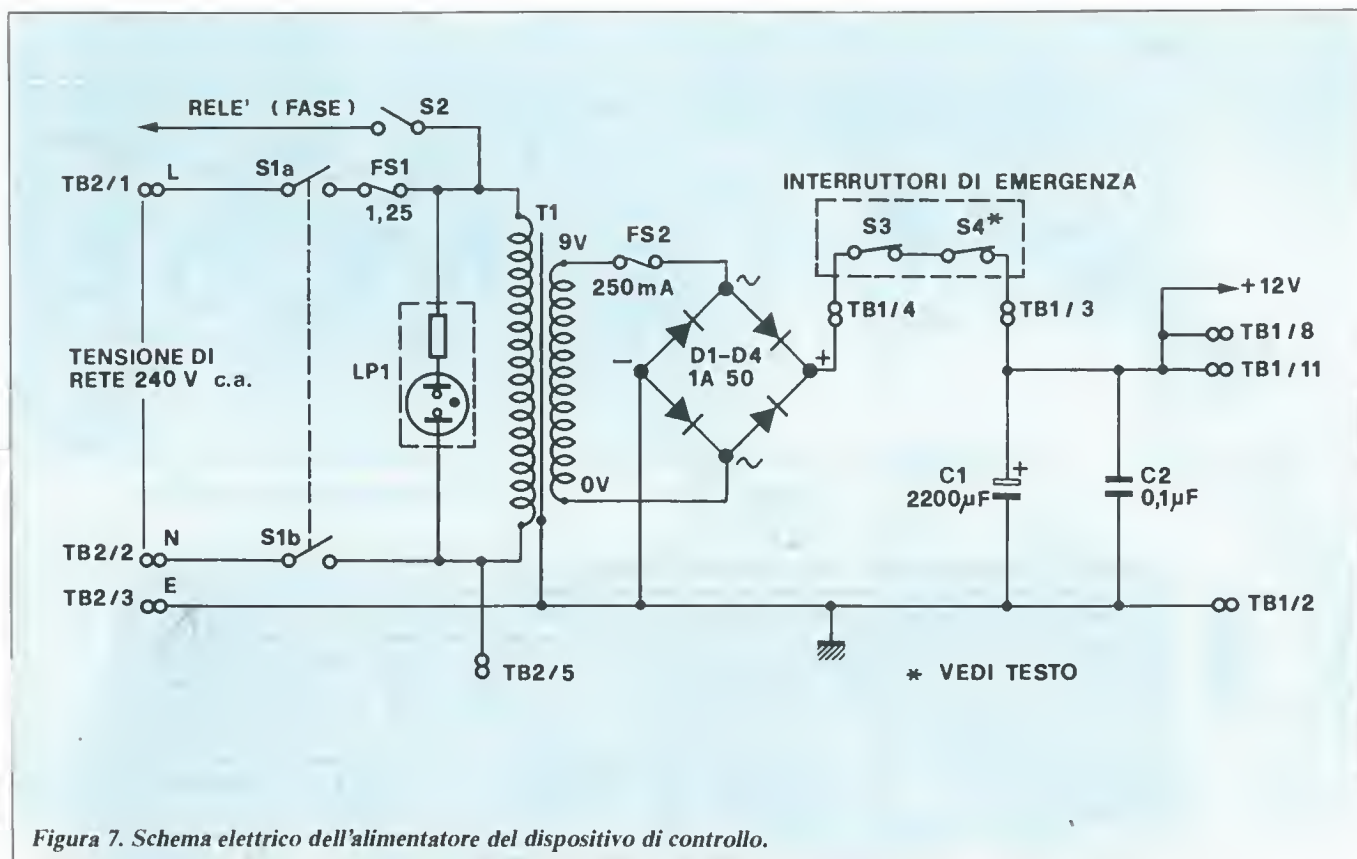 RELE' (FASE)
S2
TB2/1
L
S1a
FS1
1,25
INTERRUTTORI DI EMERGENZA
S3
S4*
T1
9V
FS2
250mA
TB1/4
TB1/3
+12V
TB1/8
TB1/11
~
−
D1-D4
1A 50
+
~
TENSIONE DI
RETE 240 V c.a.
LP1
0V
C1
2200µF
+
C2
0,1µF
TB2/2
N
S1b
TB2/3
E
TB1/2
TB2/5
* VEDI TESTO
Figura 7. Schema elettrico dell'alimentatore del dispositivo di controllo.